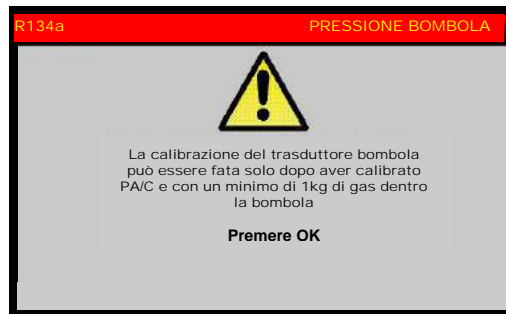 R134a PRESSIONE BOMBOLA
La calibrazione del trasduttore bombola
può essere fata solo dopo aver calibrato
PA/C e con un minimo di 1kg di gas dentro
la bombola
Premere OK